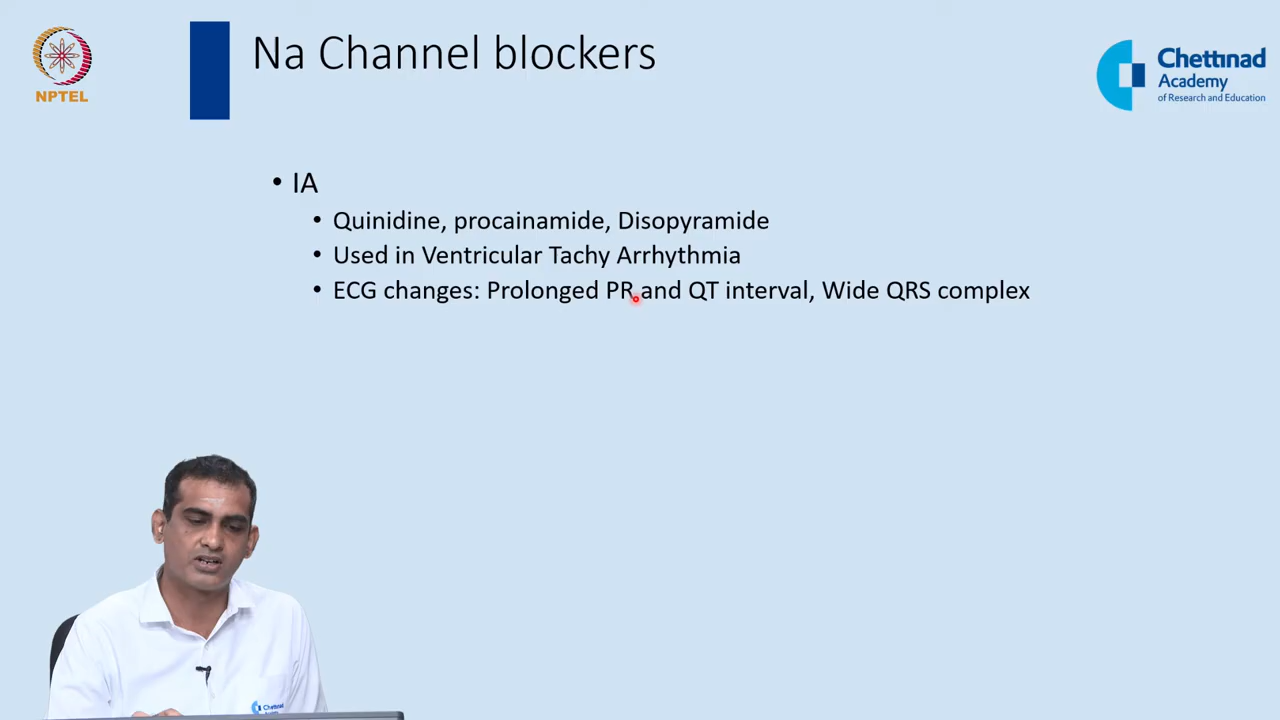 Na Channel blockers
NPTEL
Chettinad
Academy
of Research and Education
• IA
• Quinidine, procainamide, Disopyramide
• Used in Ventricular Tachy Arrhythmia
• ECG changes: Prolonged PR and QT interval, Wide QRS complex
Chettinad